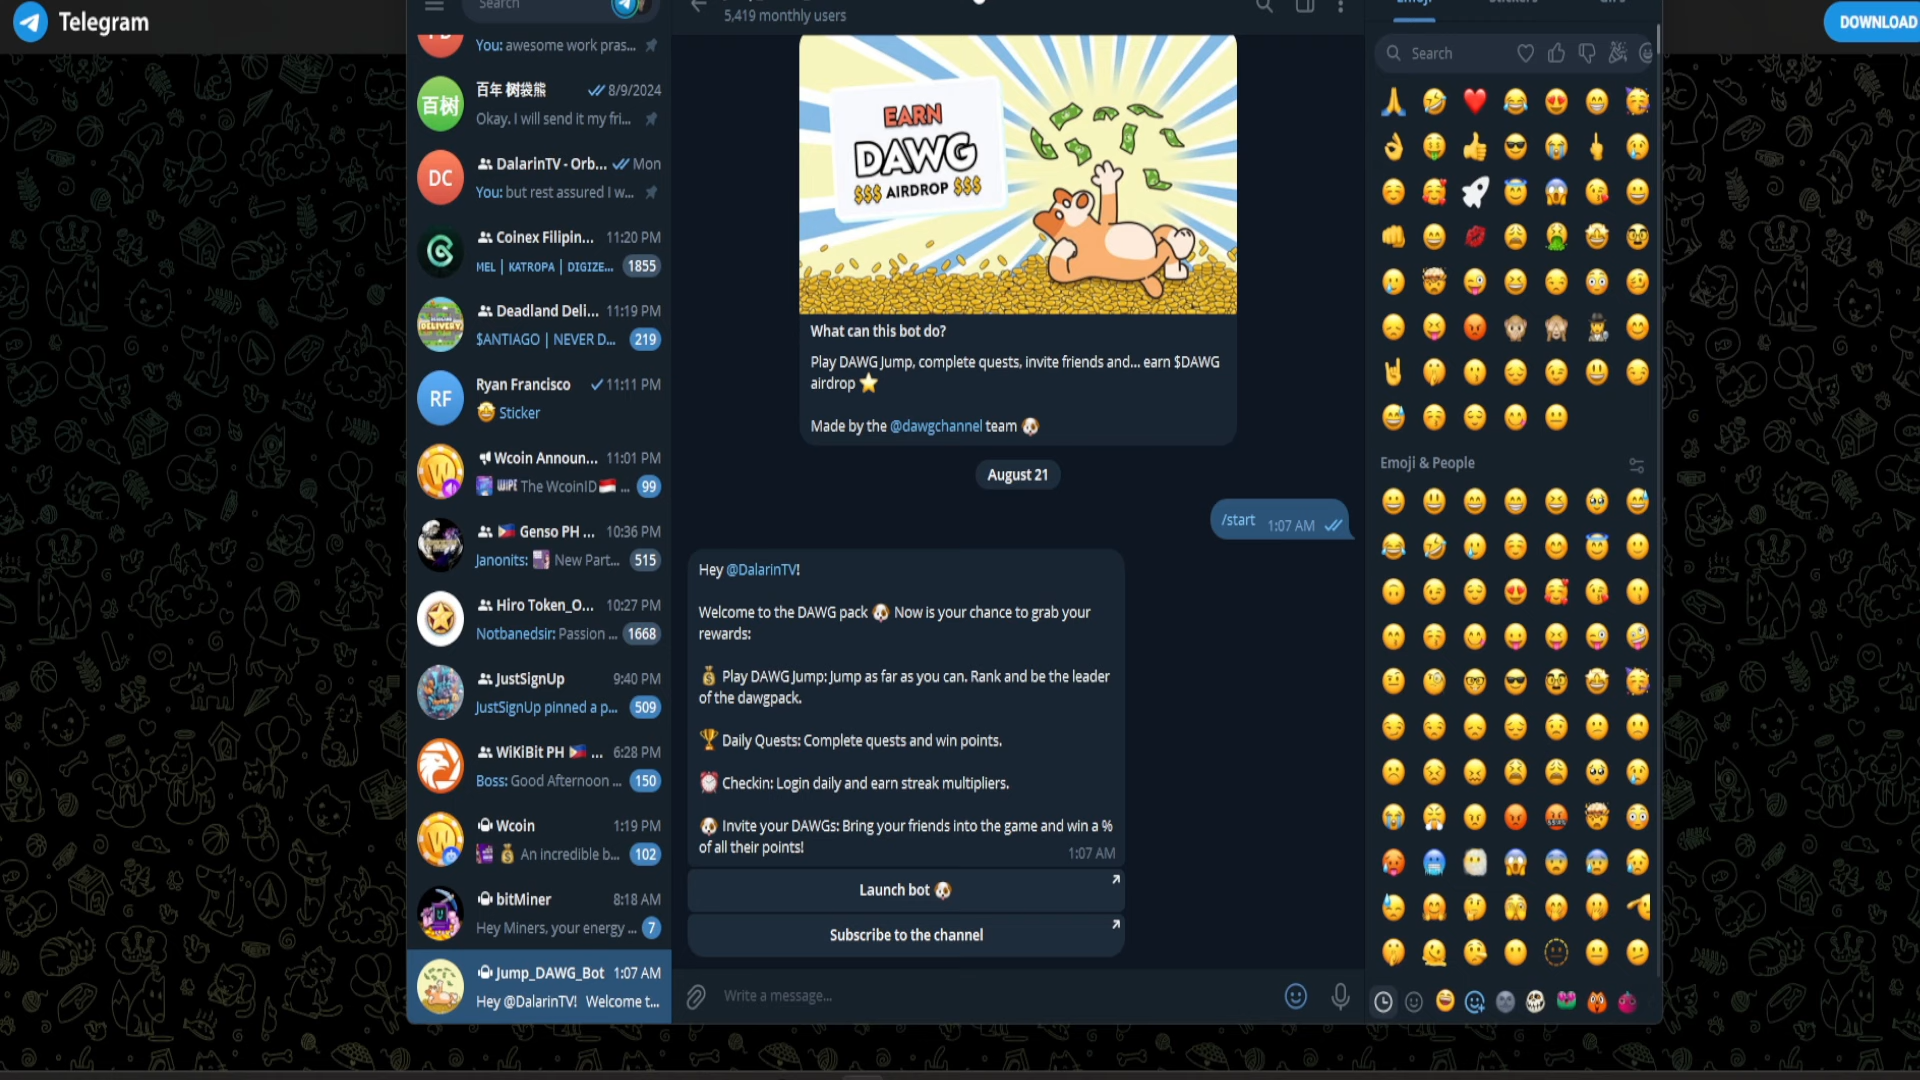 Telegram
DOWNLOAD
Search
You: awesome work pras...
百年 树袋熊
8/9/2024
百树
Okay. I will send it my fri...
DC
DalarinTV - Orb...
Mon
You: but rest assured I w...
Coinex Filipin...
11:20 PM
MEL | KATROPA | DIGIZE...
1855
Deadland Deli...
11:19 PM
DELIVERY
$ANTIAGO | NEVER D...
219
RF
Ryan Francisco
11:11 PM
Sticker
Wcoin Announ...
11:01 PM
The WcoinID
...
99
Genso PH ...
10:36 PM
Janonits:
New Part...
515
Hiro Token_O...
10:27 PM
Notbanedsir: Passion ...
1668
JustSignUp
9:40 PM
JustSignUp pinned a p...
509
WiKiBit PH
...
6:28 PM
Boss: Good Afternoon ...
150
Wcoin
1:19 PM
An incredible b...
102
bitMiner
8:18 AM
Hey Miners, your energy ...
7
Jump_DAWG_Bot
1:07 AM
Hey @DalarinTV! Welcome t...
5,419 monthly users
EARN
DAWG
$$$ AIRDROP $$$
What can this bot do?
Play DAWG Jump, complete quests, invite friends and... earn $DAWG
airdrop ⭐
Made by the @dawgchannel team 🐶
August 21
/start
1:07 AM
Hey @DalarinTV!
Welcome to the DAWG pack 🐶 Now is your chance to grab your
rewards:
💰 Play DAWG Jump: Jump as far as you can. Rank and be the leader
of the dawgpack.
🏆 Daily Quests: Complete quests and win points.
⏰ Checkin: Login daily and earn streak multipliers.
🐶 Invite your DAWGs: Bring your friends into the game and win a %
of all their points!
1:07 AM
Launch bot 🐶
Subscribe to the channel
Write a message...
Search
Emoji & People